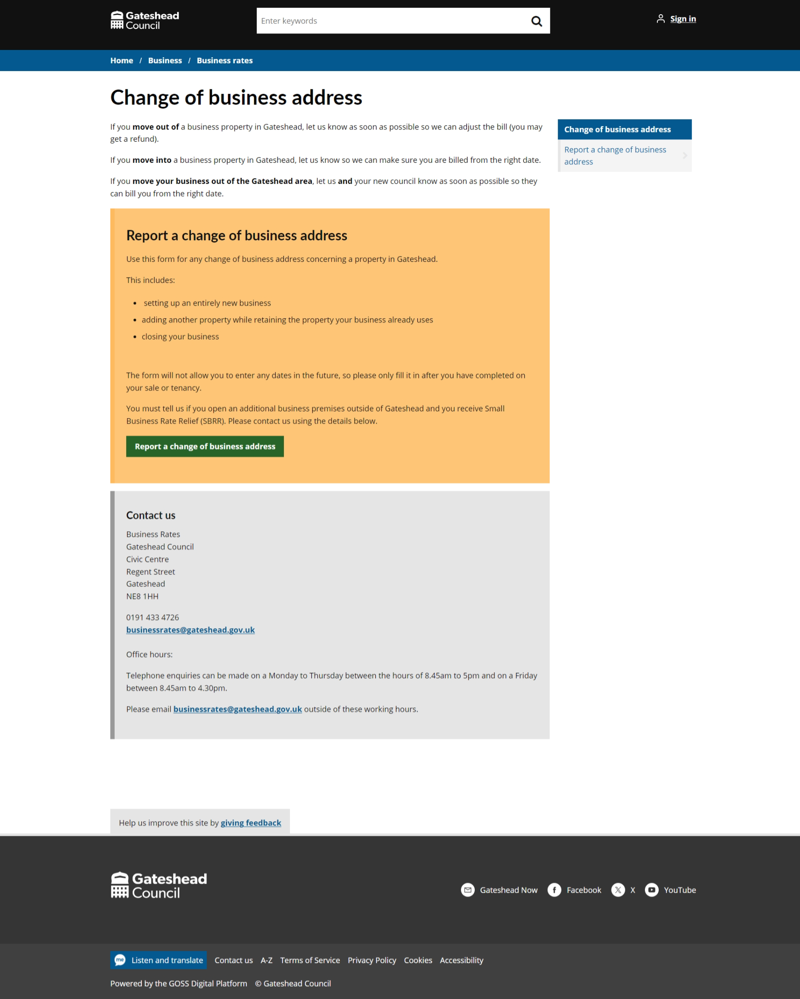 Gateshead
Council
Enter keywords
Sign in
Home / Business / Business rates
Change of business address
If you move out of a business property in Gateshead, let us know as soon as possible so we can adjust the bill (you may
get a refund).
If you move into a business property in Gateshead, let us know so we can make sure you are billed from the right date.
If you move your business out of the Gateshead area, let us and your new council know as soon as possible so they
can bill you from the right date.
Change of business address
Report a change of business
address
Report a change of business address
Use this form for any change of business address concerning a property in Gateshead.
This includes:
• setting up an entirely new business
• adding another property while retaining the property your business already uses
• closing your business
The form will not allow you to enter any dates in the future, so please only fill it in after you have completed on
your sale or tenancy.
You must tell us if you open an additional business premises outside of Gateshead and you receive Small
Business Rate Relief (SBRR). Please contact us using the details below.
Report a change of business address
Contact us
Business Rates
Gateshead Council
Civic Centre
Regent Street
Gateshead
NE8 1HH
0191 433 4726
businessrates@gateshead.gov.uk
Office hours:
Telephone enquiries can be made on a Monday to Thursday between the hours of 8.45am to 5pm and on a Friday
between 8.45am to 4.30pm.
Please email businessrates@gateshead.gov.uk outside of these working hours.
Help us improve this site by giving feedback
Gateshead
Council
Gateshead Now Facebook X YouTube
me Listen and translate Contact us A-Z Terms of Service Privacy Policy Cookies Accessibility
Powered by the GOSS Digital Platform © Gateshead Council